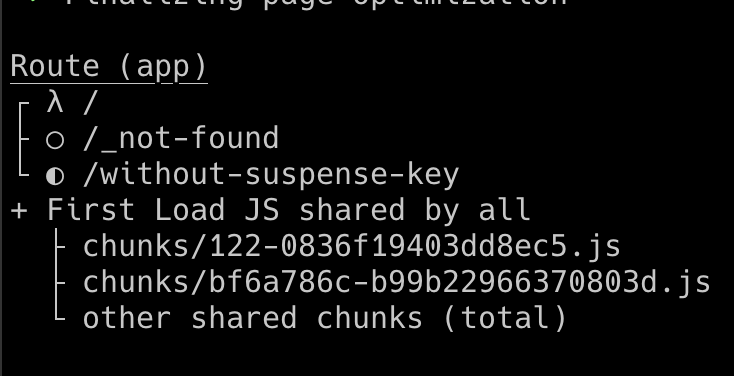 Finalizing page optimization
Route (app)
┌ λ /
├ ○ /_not-found
└ ◐ /without-suspense-key
+ First Load JS shared by all
├ chunks/122-0836f19403dd8ec5.js
├ chunks/bf6a786c-b99b22966370803d.js
└ other shared chunks (total)